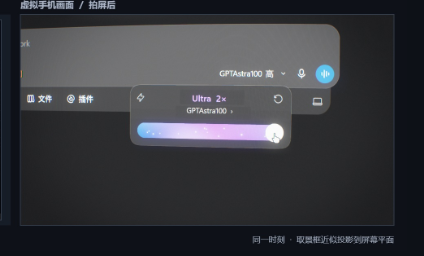 虚拟手机画面 / 拍屏后
ork
GPTAstra100 高
文件 插件
Ultra 2×
GPTAstra100 ›
同一时刻 · 取景框近似投影到屏幕平面